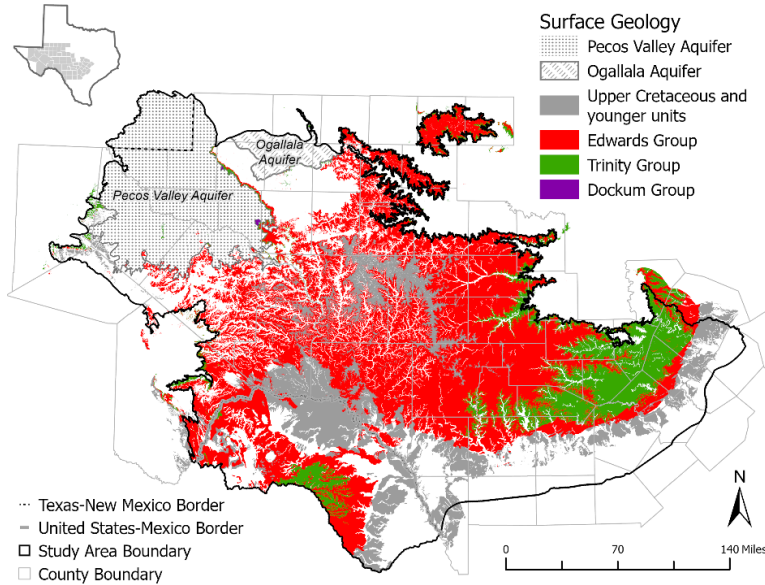 Surface Geology
Pecos Valley Aquifer
Ogallala Aquifer
Upper Cretaceous and
younger units
Edwards Group
Trinity Group
Dockum Group
Ogallala
Aquifer
Pecos Valley Aquifer
Texas-New Mexico Border
United States-Mexico Border
Study Area Boundary
County Boundary
N
0 70 140 Miles